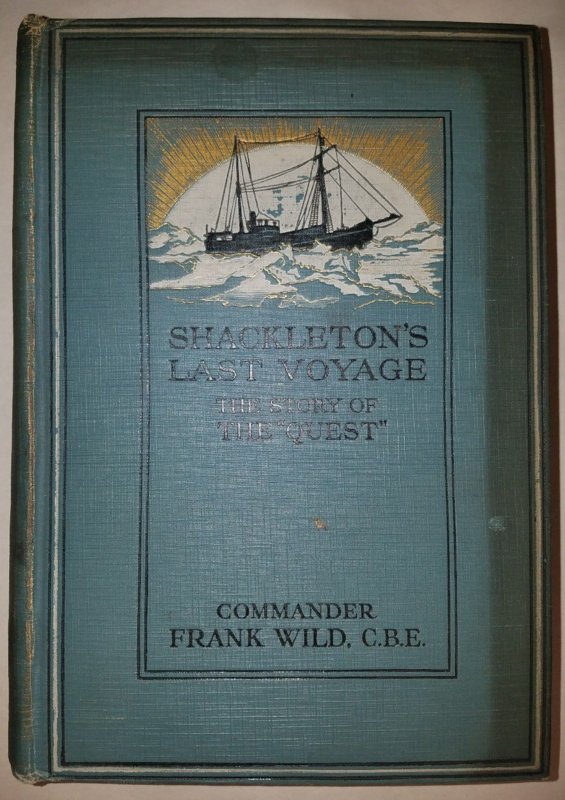 SHACKLETON'S
LAST VOYAGE
THE STORY OF
THE "QUEST"
COMMANDER
FRANK WILD, C.B.E.